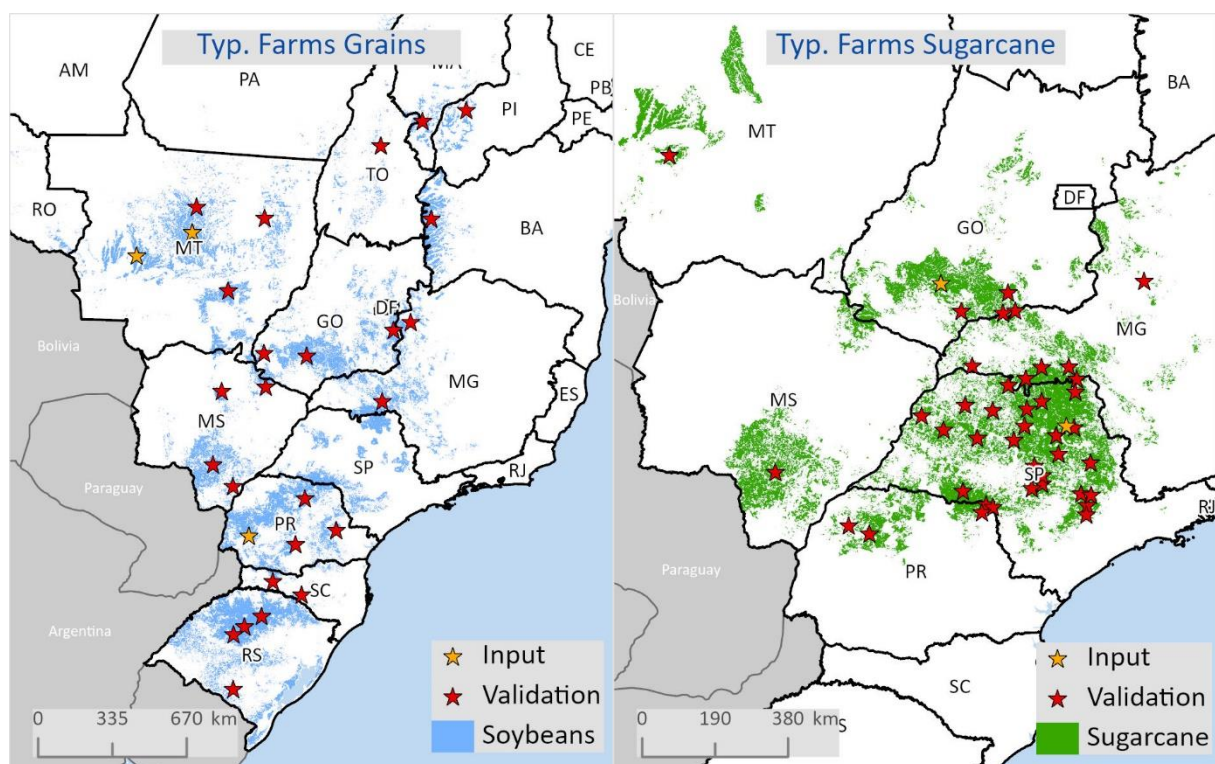 Typ. Farms Grains
AM
PA
MA
CE
PB
PI
PE
TO
RO
MT
BA
DF
GO
Bolivia
MG
ES
MS
SP
RJ
Paraguay
PR
SC
Argentina
RS
Input
Validation
Soybeans
0 335 670 km
Typ. Farms Sugarcane
BA
MT
DF
GO
Bolivia
MG
MS
SP
RJ
Paraguay
PR
SC
S
Input
Validation
Sugarcane
0 190 380 km